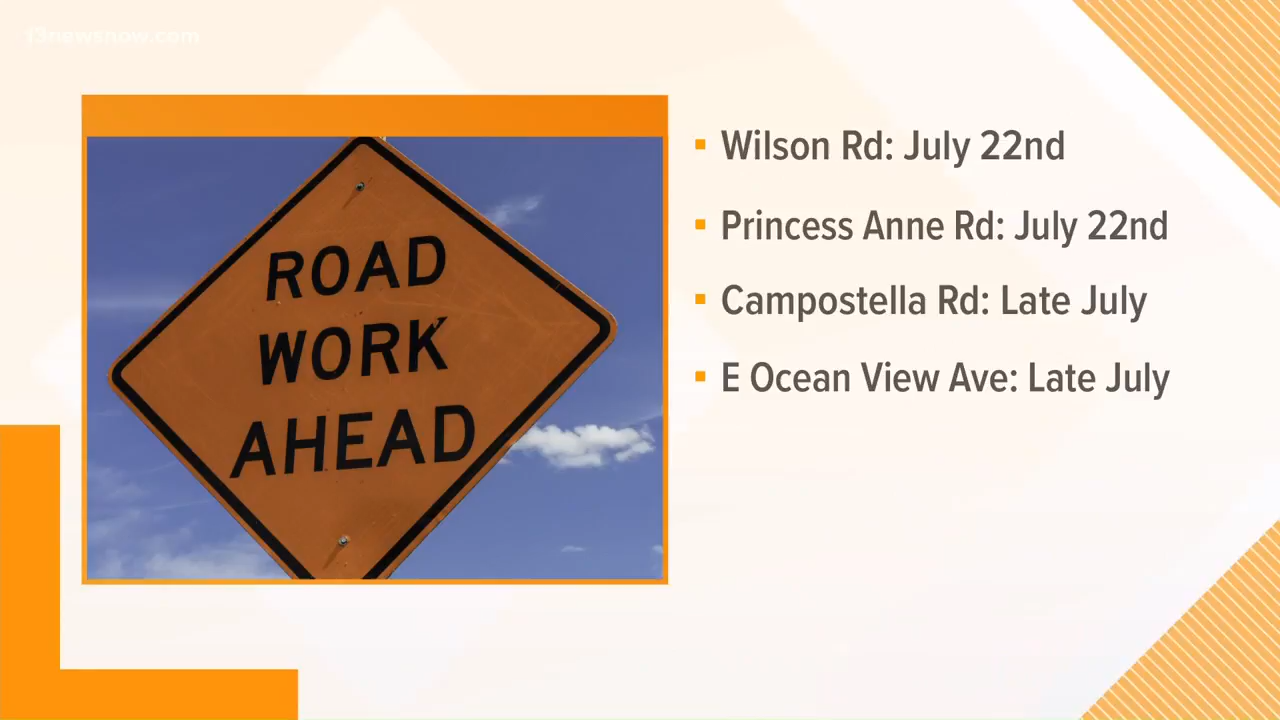 13newsnow.com
ROAD
WORK
AHEAD
Wilson Rd: July 22nd
Princess Anne Rd: July 22nd
Campostella Rd: Late July
E Ocean View Ave: Late July